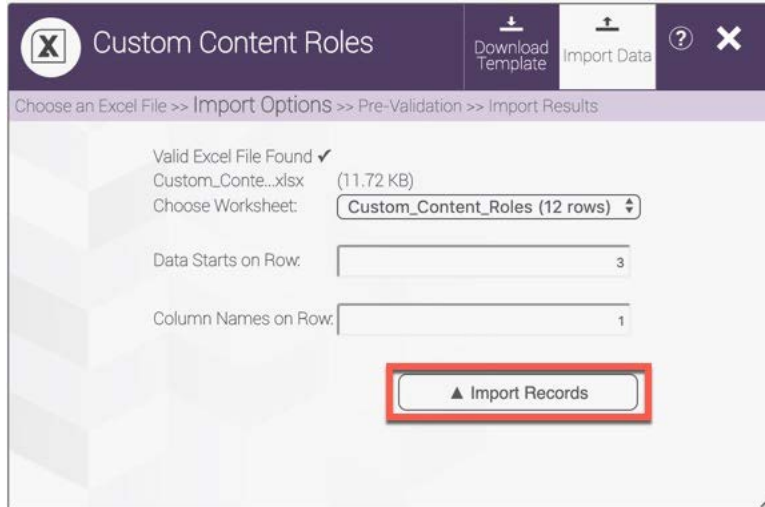 X Custom Content Roles
Download Template
Import Data
?
Choose an Excel File >> Import Options >> Pre-Validation >> Import Results
Valid Excel File Found ✔
Custom_Conte...xlsx (11.72 KB)
Choose Worksheet: Custom_Content_Roles (12 rows)
Data Starts on Row: 3
Column Names on Row: 1
▲ Import Records